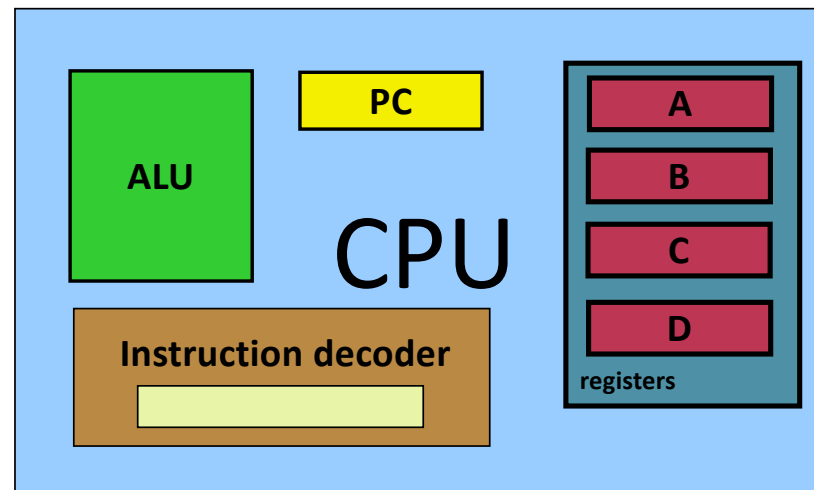 ALU
PC
CPU
Instruction decoder
A
B
C
D
registers